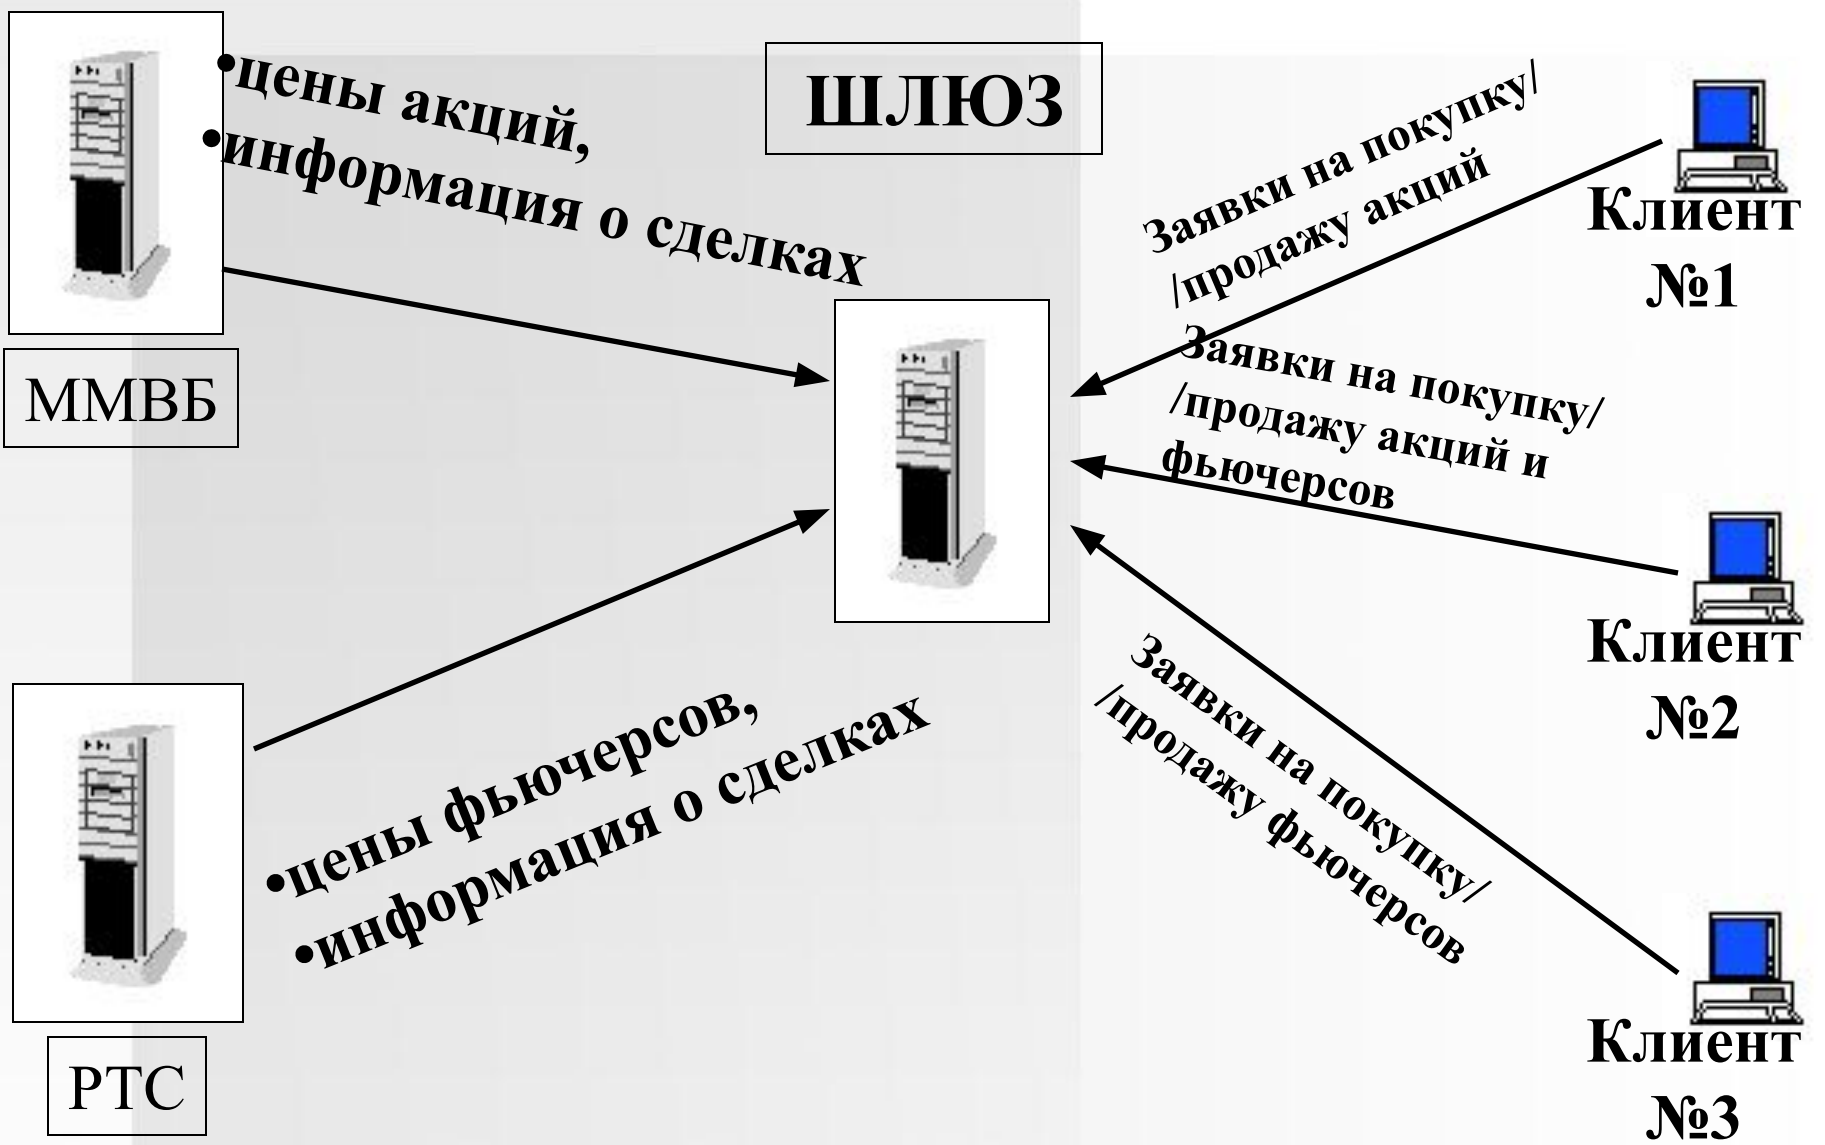 •цены акций,
•информация о сделках
ШЛЮЗ
Заявки на покупку/
/продажу акций
Клиент
№1
ММВБ
Заявки на покупку/
/продажу акций и
фьючерсов
Клиент
№2
•цены фьючерсов,
•информация о сделках
Заявки на покупку/
/продажу фьючерсов
РТС
Клиент
№3